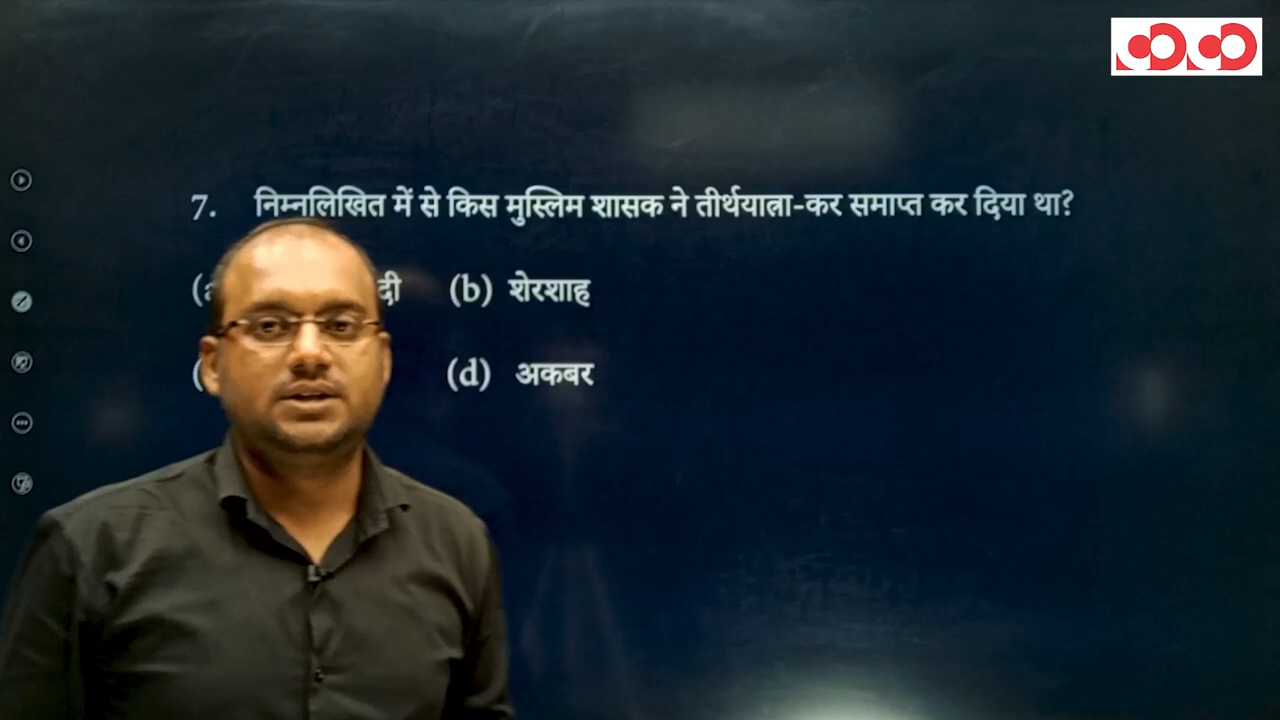 7. निम्नलिखित में से किस मुस्लिम शासक ने तीर्थयात्रा-कर समाप्त कर दिया था?
(b) शेरशाह
(d) अकबर